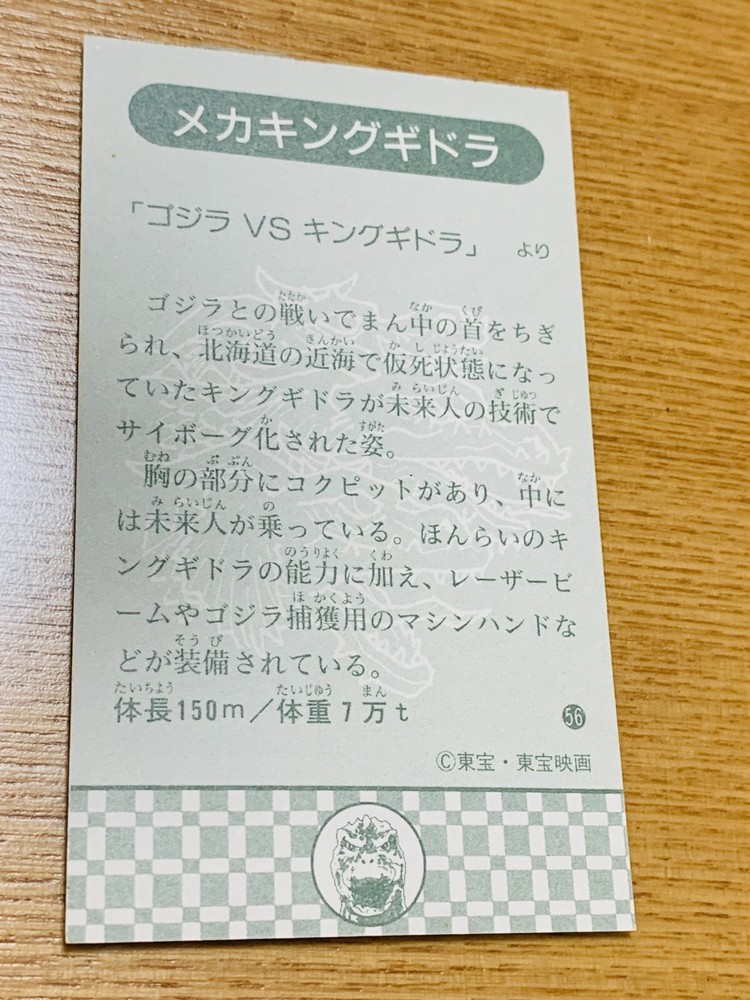 メカキングギドラ
「ゴジラ VS キングギドラ」 より
ゴジラとの戦いでまん中の首をちぎ
られ、北海道の近海で仮死状態になっ
ていたキングギドラが未来人の技術で
サイボーグ化された姿。
胸の部分にコクピットがあり、中に
は未来人が乗っている。ほんらいのキ
ングギドラの能力に加え、レーザービ
ームやゴジラ捕獲用のマシンハンドな
どが装備されている。
体長150m/体重7万t
56
©東宝・東宝映画